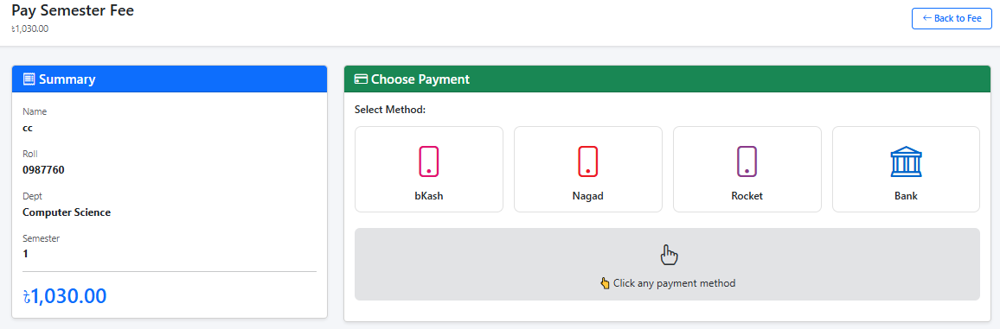 Pay Semester Fee
৳1,030.00
← Back to Fee
Summary
Name
cc
Roll
0987760
Dept
Computer Science
Semester
1
৳1,030.00
Choose Payment
Select Method:
bKash
Nagad
Rocket
Bank
👆 Click any payment method